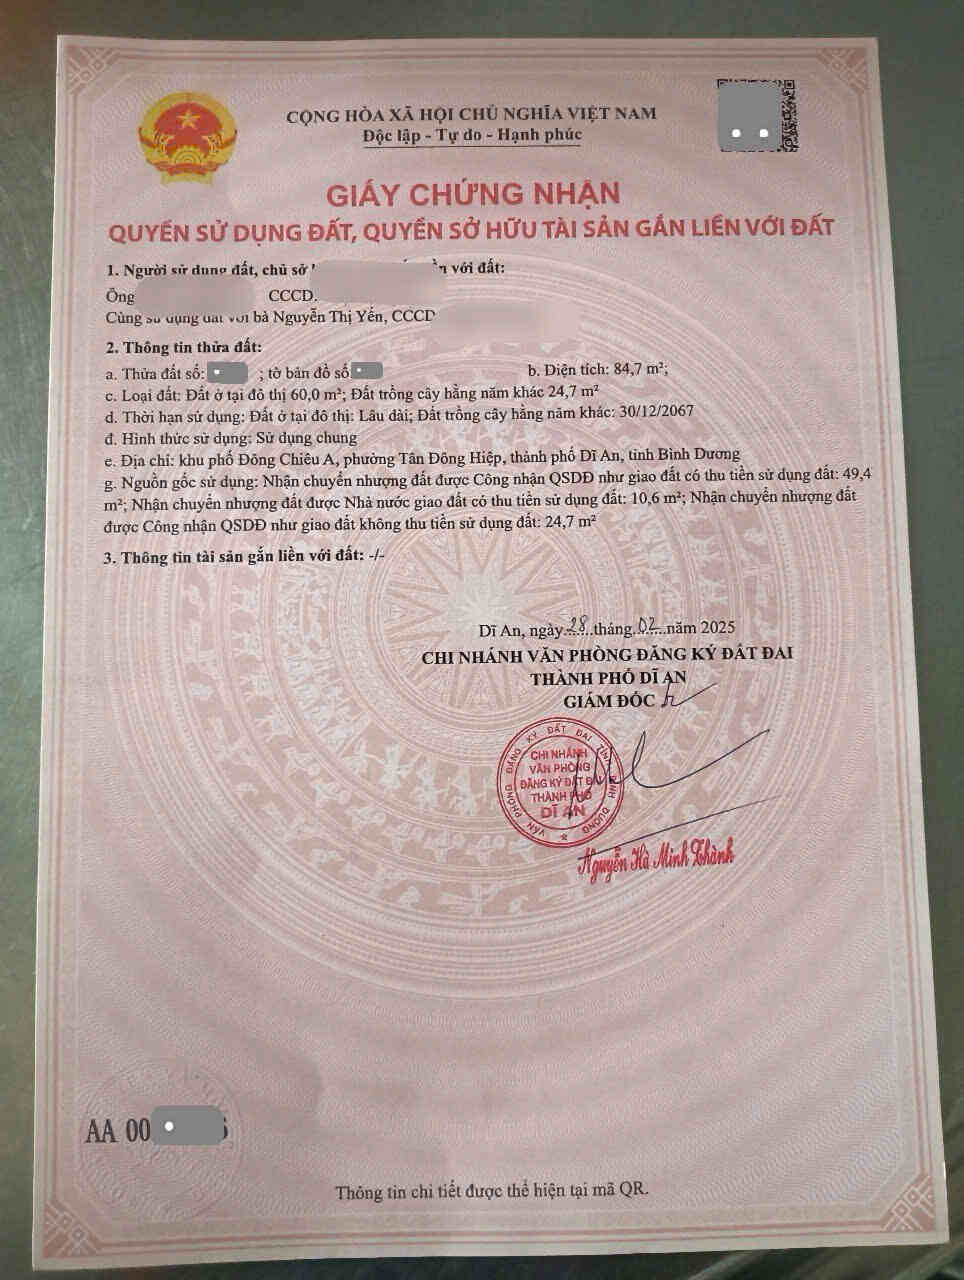 CỘNG HÒA XÃ HỘI CHỦ NGHĨA VIỆT NAM
Độc lập - Tự do - Hạnh phúc
GIẤY CHỨNG NHẬN
QUYỀN SỬ DỤNG ĐẤT, QUYỀN SỞ HỮU TÀI SẢN GẮN LIỀN VỚI ĐẤT
1. Người sử dụng đất, chủ sở với đất:
Ông CCCD.
Cùng sử dụng đất với bà Nguyễn Thị Yến, CCCD
2. Thông tin thửa đất:
a. Thửa đất số: ; tờ bản đồ số b. Diện tích: 84,7 m²;
c. Loại đất: Đất ở tại đô thị 60,0 m²; Đất trồng cây hằng năm khác 24,7 m²
d. Thời hạn sử dụng: Đất ở tại đô thị: Lâu dài; Đất trồng cây hằng năm khác: 30/12/2067
đ. Hình thức sử dụng: Sử dụng chung
e. Địa chỉ: khu phố Đông Chiêu A, phường Tân Đông Hiệp, thành phố Dĩ An, tỉnh Bình Dương
g. Nguồn gốc sử dụng: Nhận chuyển nhượng đất được Công nhận QSDĐ như giao đất có thu tiền sử dụng đất: 49,4
m²; Nhận chuyển nhượng đất được Nhà nước giao đất có thu tiền sử dụng đất: 10,6 m²; Nhận chuyển nhượng đất
được Công nhận QSDĐ như giao đất không thu tiền sử dụng đất: 24,7 m²
3. Thông tin tài sản gắn liền với đất: -/-
Dĩ An, ngày 28 tháng 02 năm 2025
CHI NHÁNH VĂN PHÒNG ĐĂNG KÝ ĐẤT ĐAI
THÀNH PHỐ DĨ AN
GIÁM ĐỐC
VĂN PHÒNG ĐĂNG KÝ ĐẤT ĐAI TỈNH BÌNH DƯƠNG
CHI NHÁNH
VĂN PHÒNG
ĐĂNG KÝ ĐẤT ĐAI
THÀNH PHỐ
DĨ AN
Nguyễn Hà Minh Thành
AA 00
Thông tin chi tiết được thể hiện tại mã QR.